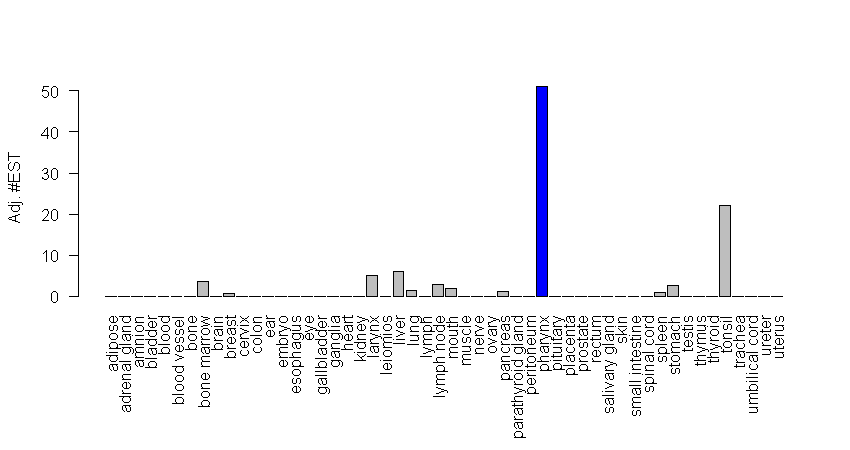 Adj. #EST
50
40
30
20
10
0
adipose
adrenal gland
amnion
bladder
blood
blood vessel
bone
bone marrow
brain
breast
cervix
colon
ear
embryo
esophagus
eye
gallbladder
ganglia
heart
kidney
larynx
leiomios
liver
lung
lymph
lymph node
mouth
muscle
nerve
ovary
pancreas
parathyroid gland
peritoneum
pharynx
pituitary
placenta
prostate
rectum
salivary gland
skin
small intestine
spinal cord
spleen
stomach
testis
thymus
thyroid
tonsil
trachea
umbilical cord
ureter
uterus